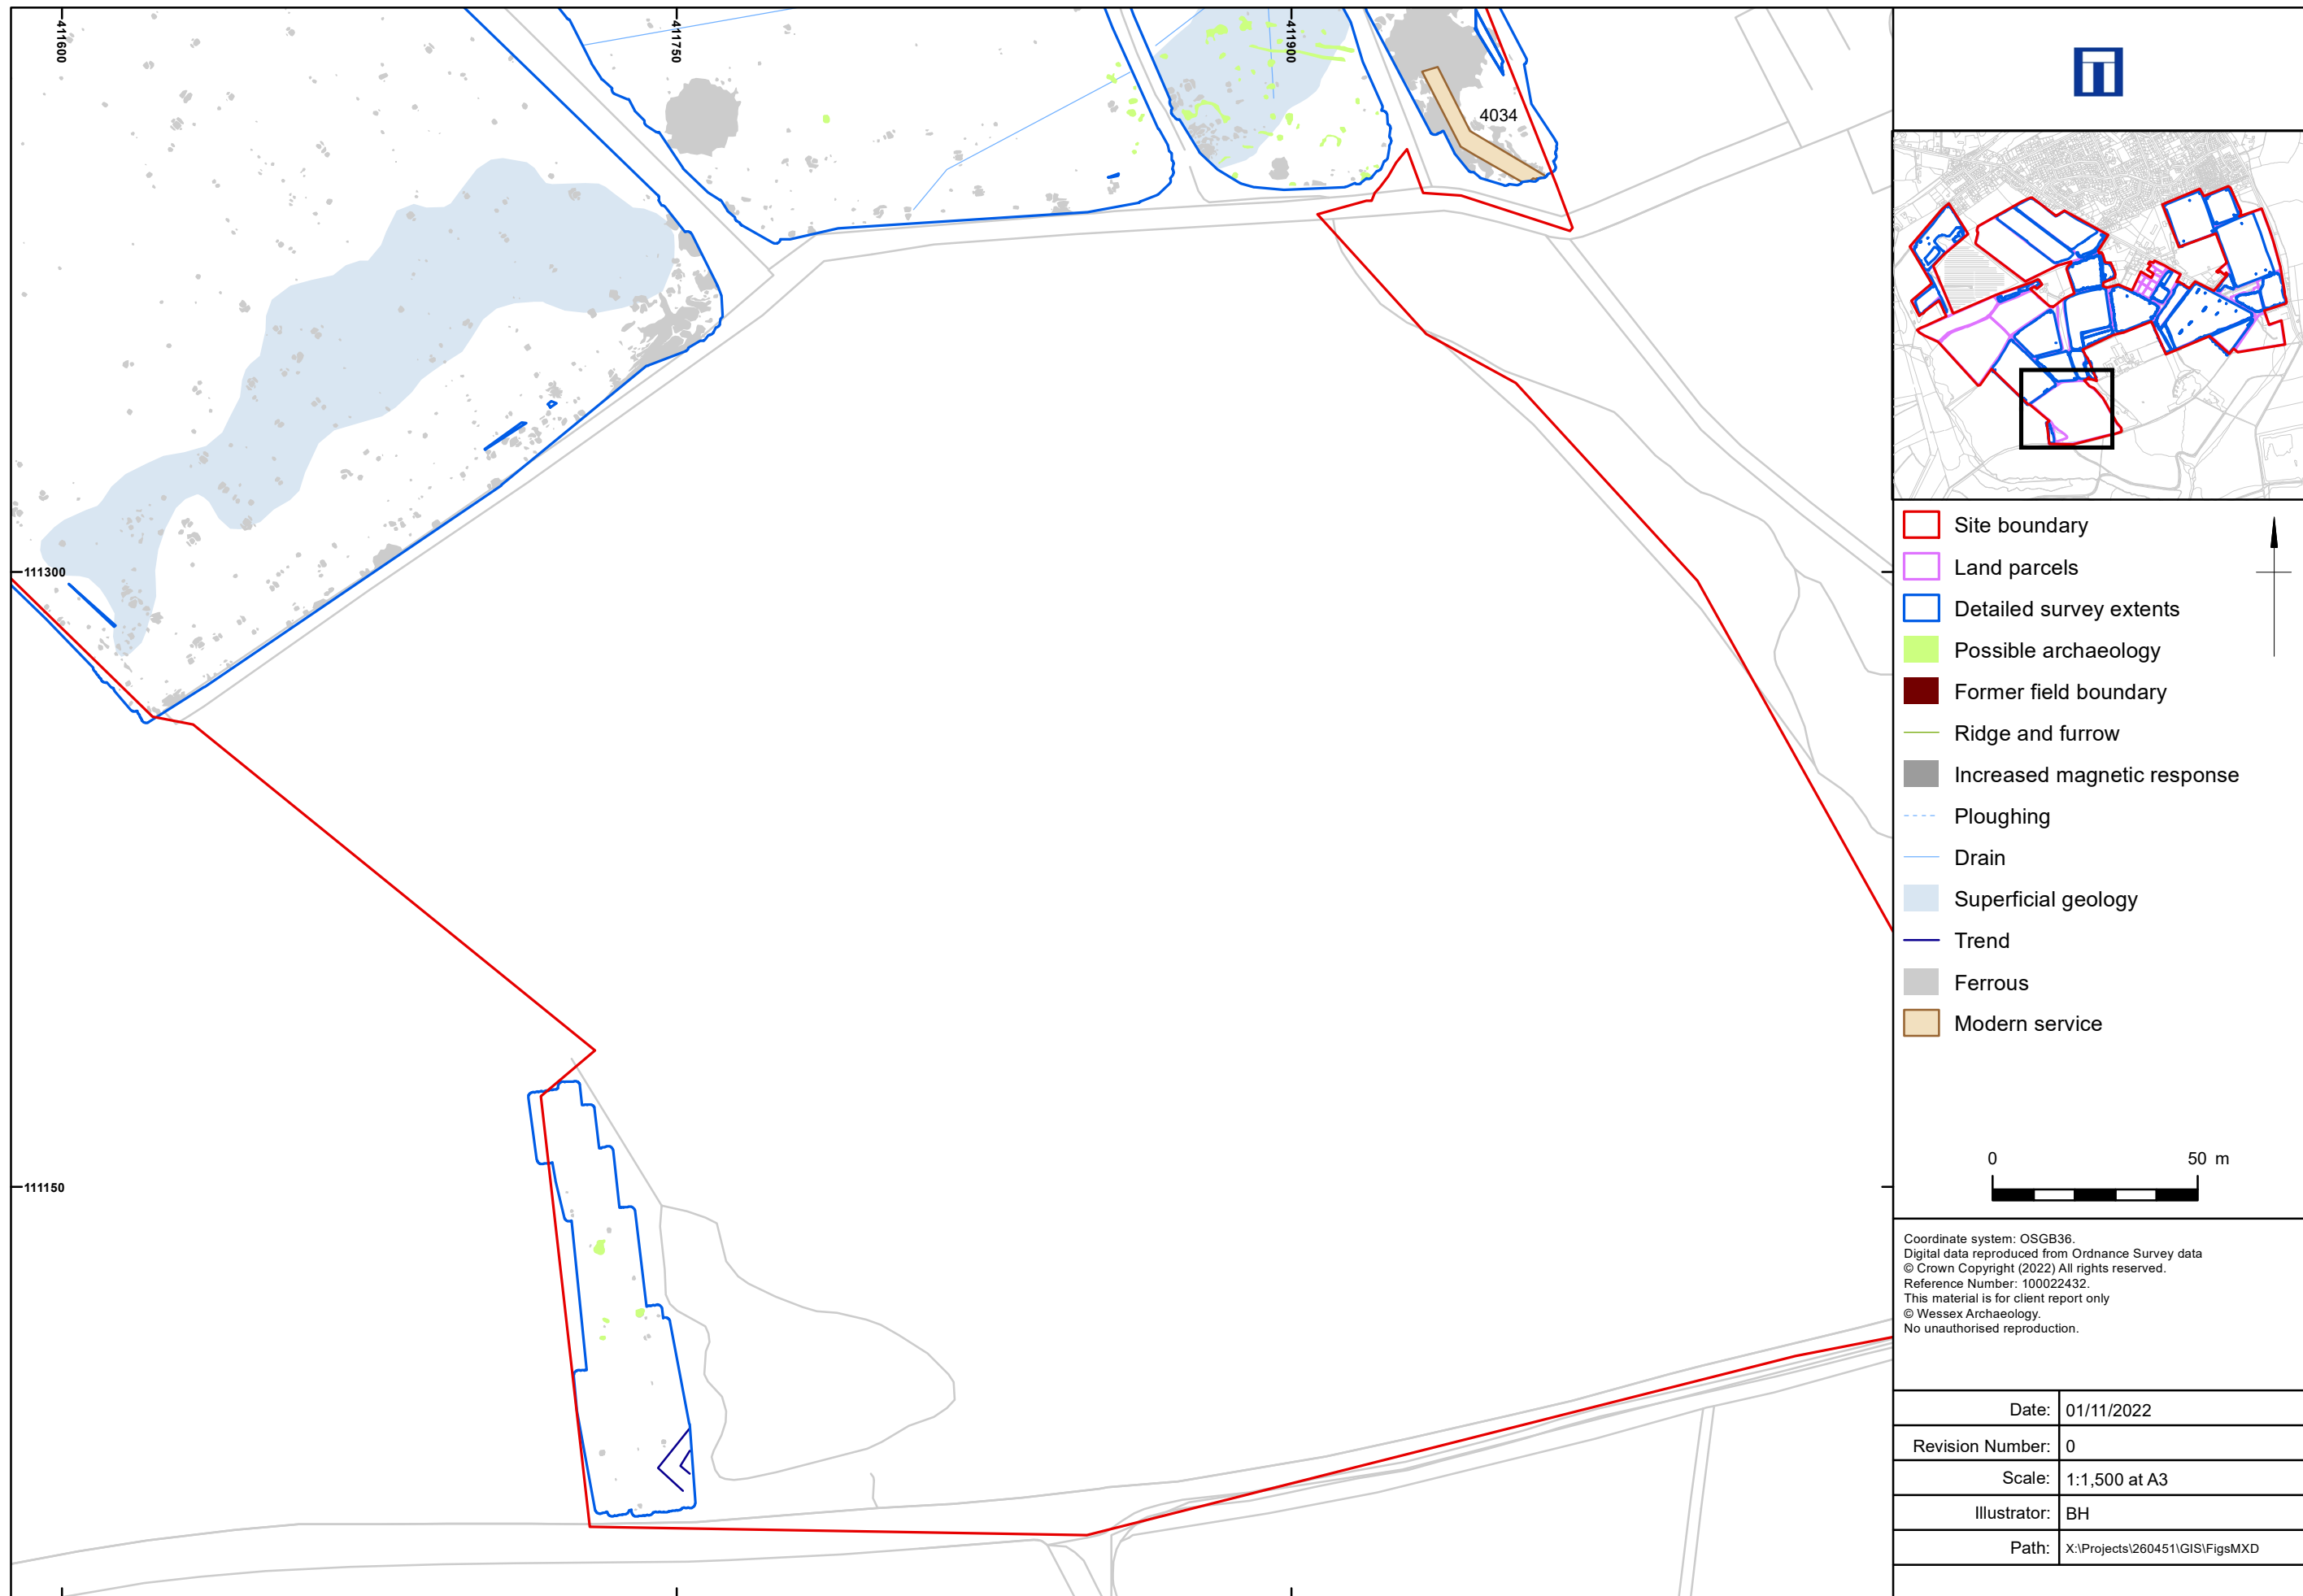 411600
411750
411900
4034
111300
111150
Site boundary
Land parcels
Detailed survey extents
Possible archaeology
Former field boundary
Ridge and furrow
Increased magnetic response
Ploughing
Drain
Superficial geology
Trend
Ferrous
Modern service
0 50 m
Coordinate system: OSGB36.
Digital data reproduced from Ordnance Survey data
© Crown Copyright (2022) All rights reserved.
Reference Number: 100022432.
This material is for client report only
© Wessex Archaeology.
No unauthorised reproduction.
Date: 01/11/2022
Revision Number: 0
Scale: 1:1,500 at A3
Illustrator: BH
Path: X:\Projects\260451\GIS\FigsMXD